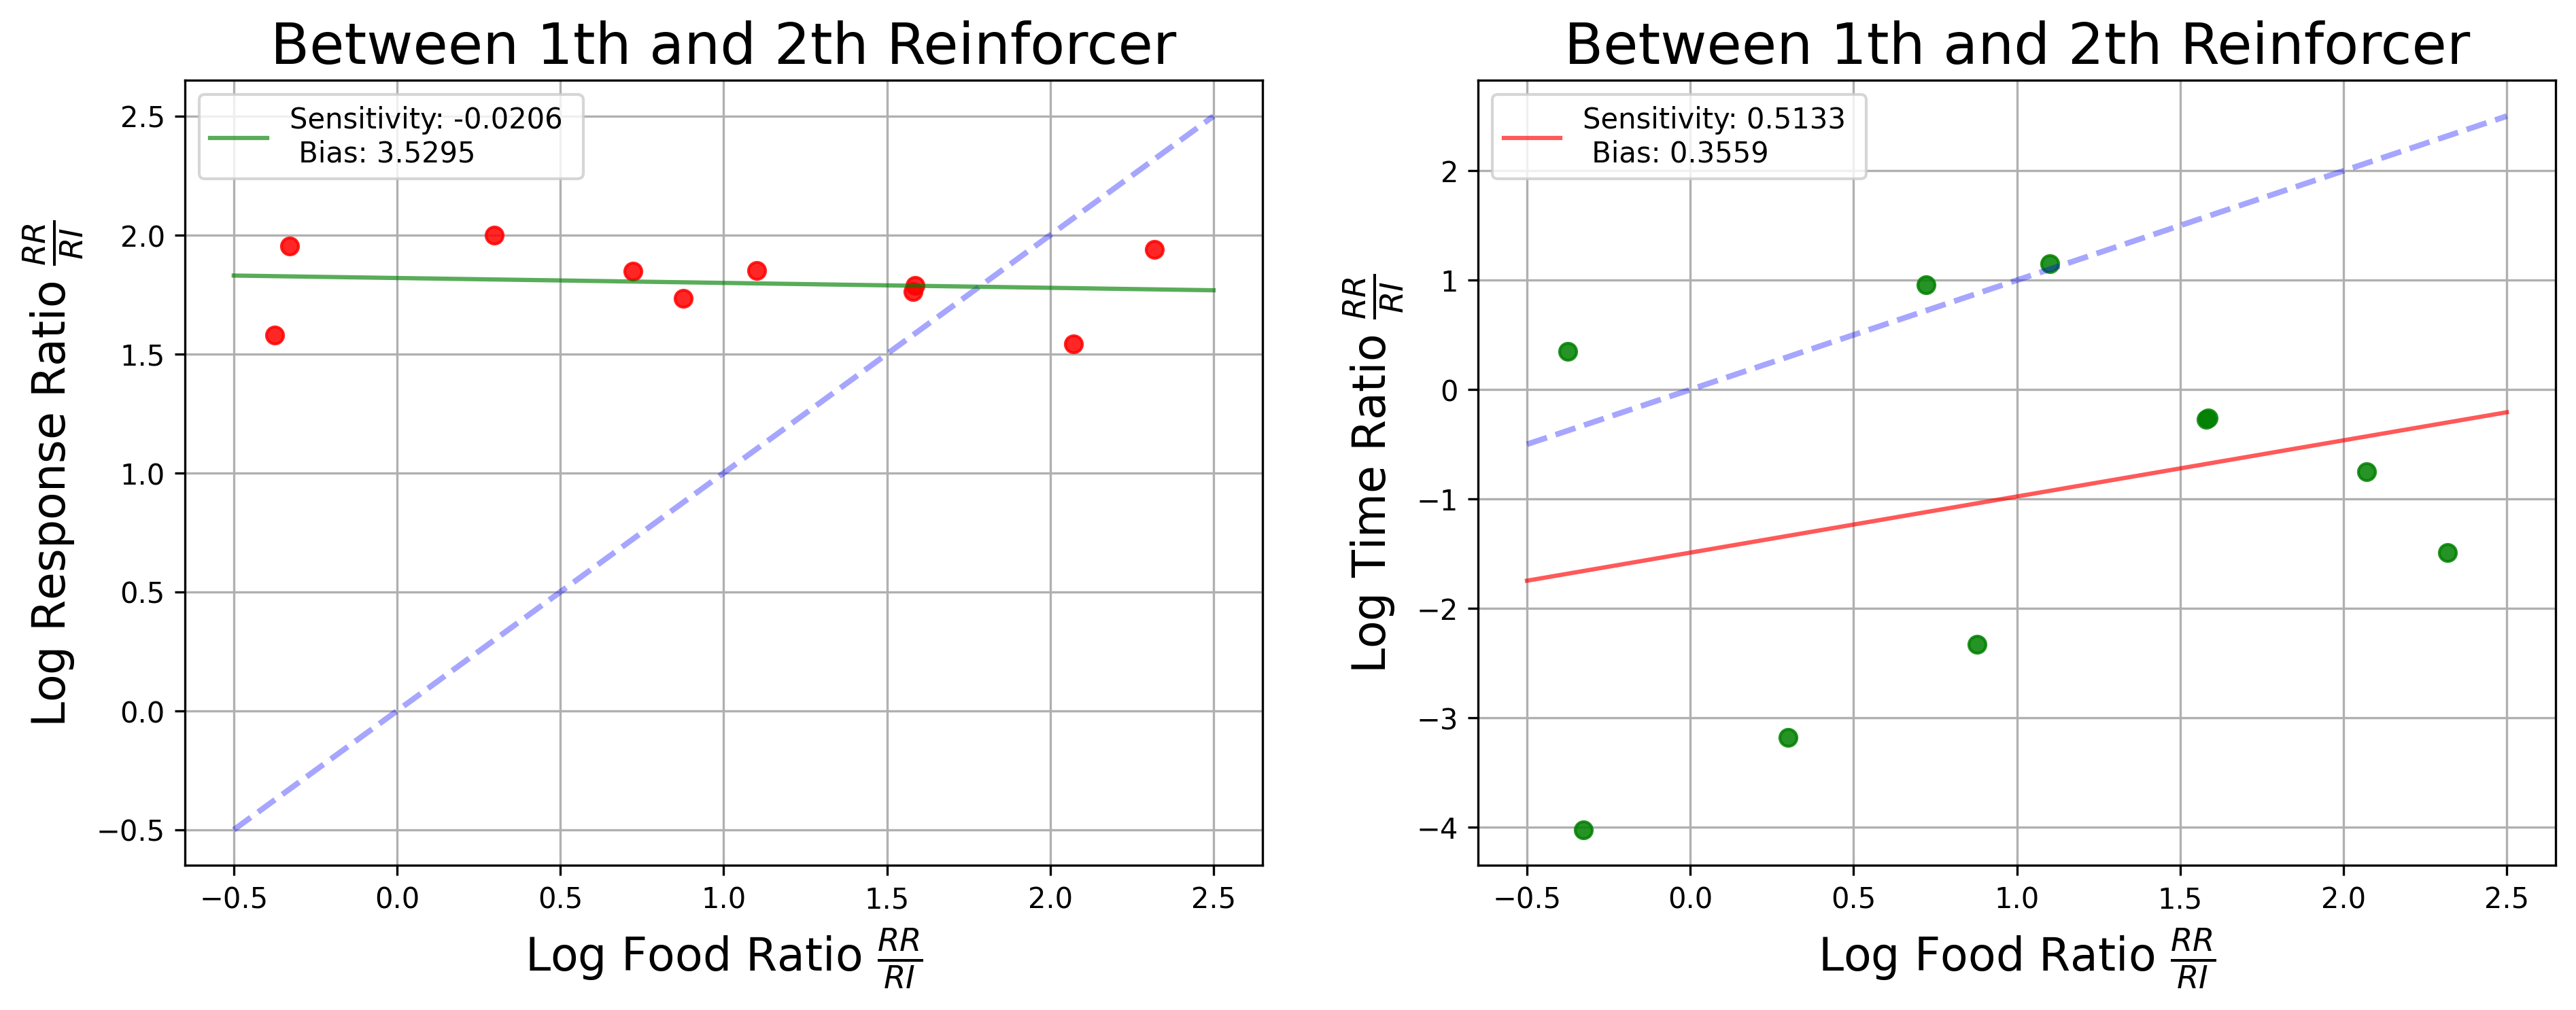 Between 1th and 2th Reinforcer
Sensitivity: -0.0206
Bias: 3.5295
2.5
2.0
1.5
1.0
0.5
0.0
−0.5
Log Response Ratio RR/RI
−0.5 0.0 0.5 1.0 1.5 2.0 2.5
Log Food Ratio RR/RI
Between 1th and 2th Reinforcer
Sensitivity: 0.5133
Bias: 0.3559
2
1
0
−1
−2
−3
−4
Log Time Ratio RR/RI
−0.5 0.0 0.5 1.0 1.5 2.0 2.5
Log Food Ratio RR/RI